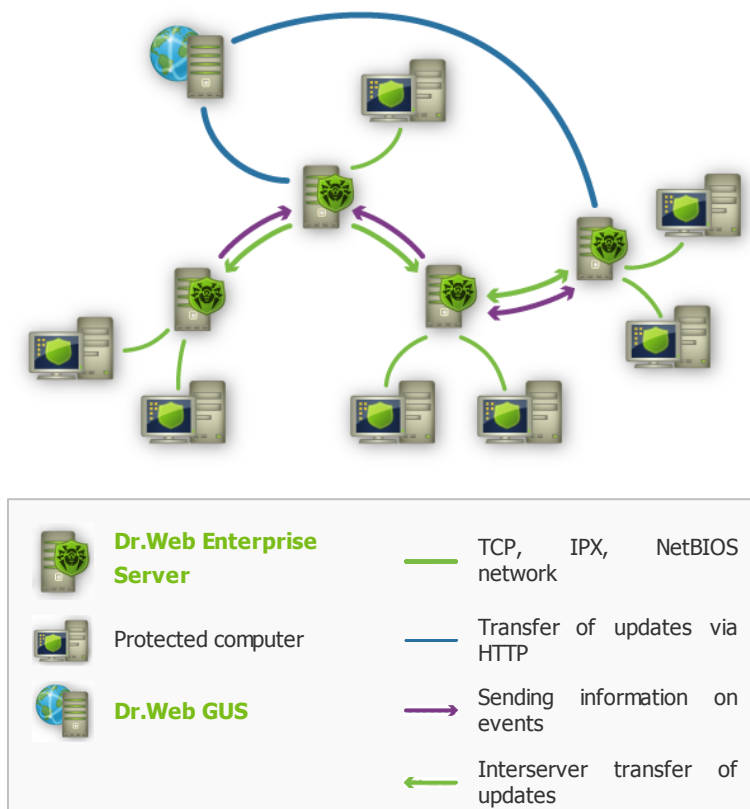 Dr.Web Enterprise
Server
TCP, IPX, NetBIOS
network
Protected computer
Transfer of updates via
HTTP
Dr.Web GUS
Sending information on
events
Interserver transfer of
updates